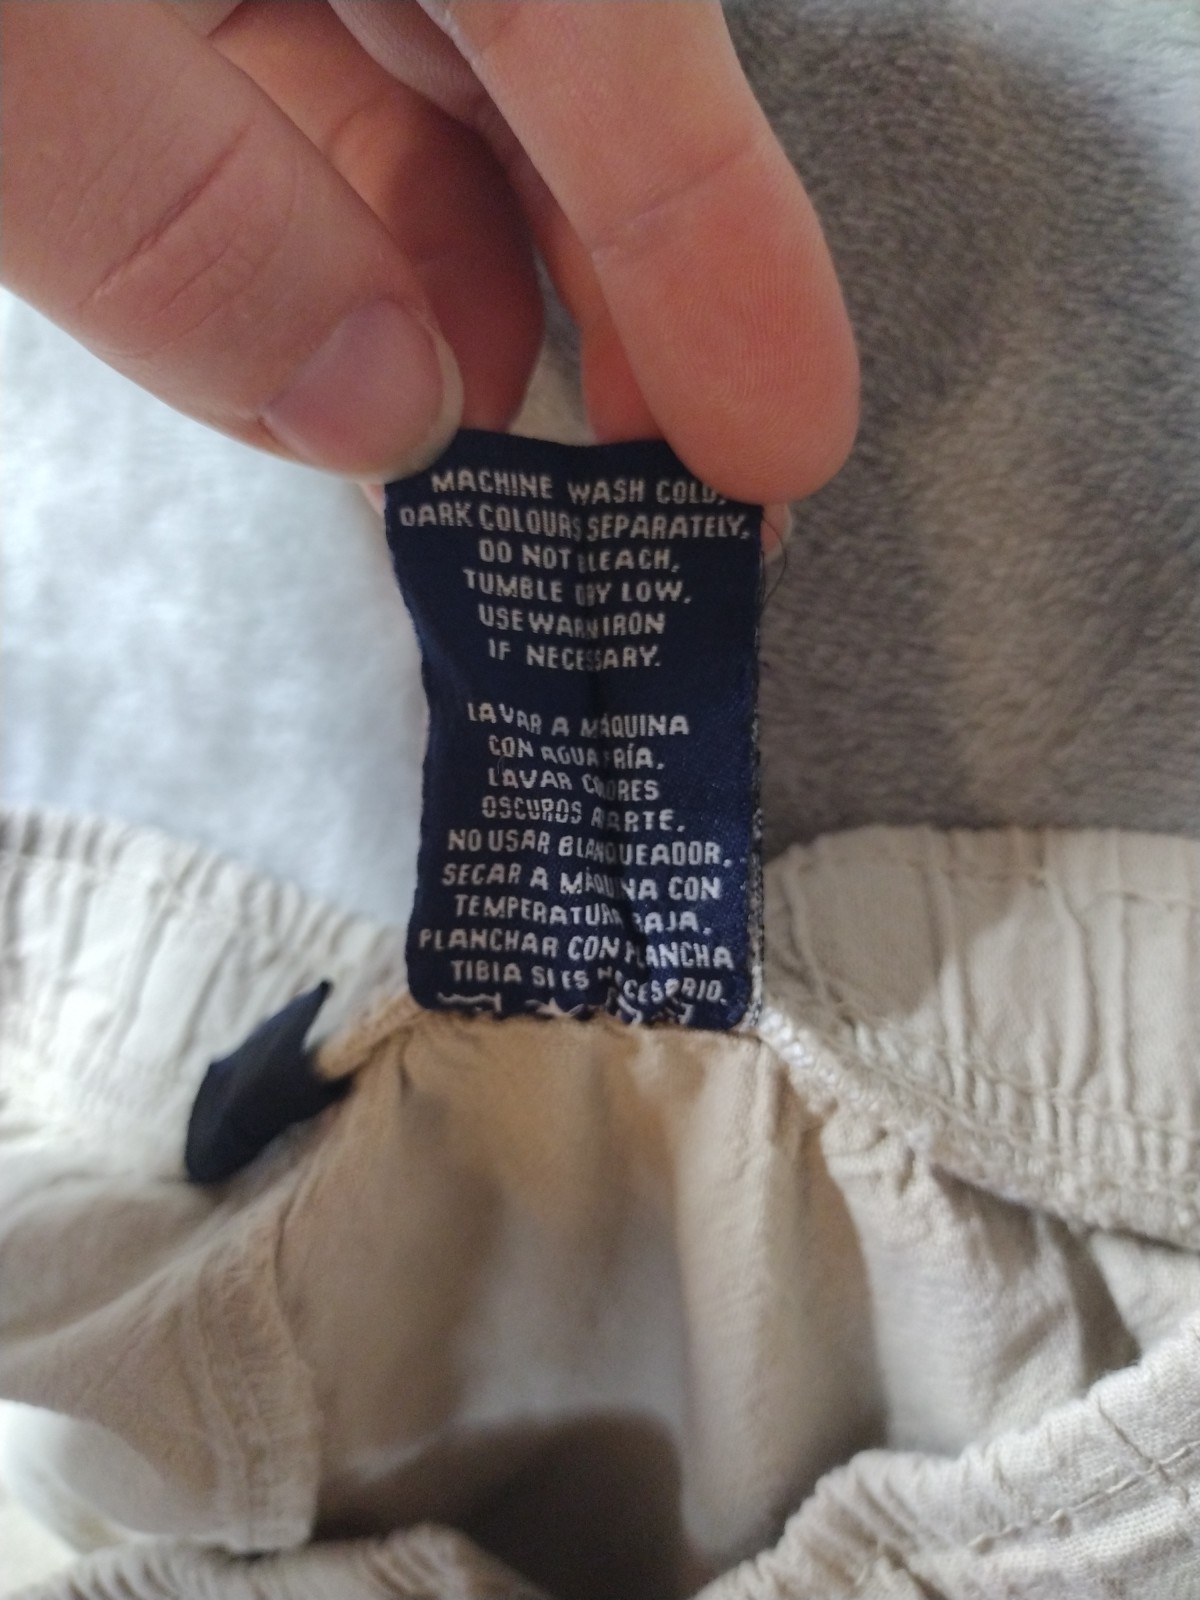 MACHINE WASH COLD,
DARK COLOURS SEPARATELY,
DO NOT BLEACH,
TUMBLE DRY LOW,
USE WARM IRON
IF NECESSARY.
LAVAR A MÁQUINA
CON AGUA FRÍA,
LAVAR COLORES
OSCUROS APARTE,
NO USAR BLANQUEADOR,
SECAR A MÁQUINA CON
TEMPERATURA BAJA,
PLANCHAR CON PLANCHA
TIBIA SI ES NECESARIO.